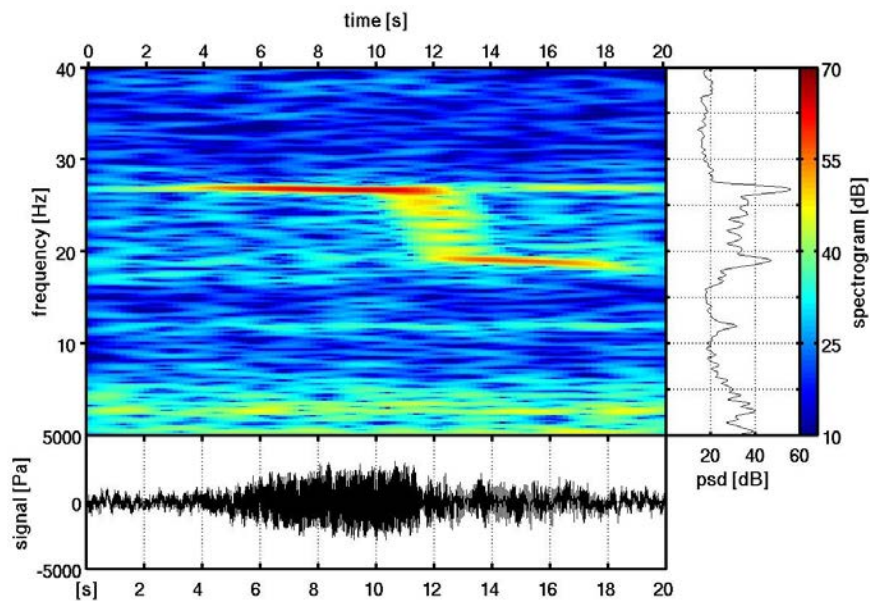 time [s]
0 2 4 6 8 10 11 12 14 16 18 20
40
30
20
10
frequency [Hz]
70
55
40
25
10
spectrogram [dB]
20 40 60
psd [dB]
5000
0
-5000
signal [Pa]
[s] 2 4 6 8 10 12 14 16 18 20